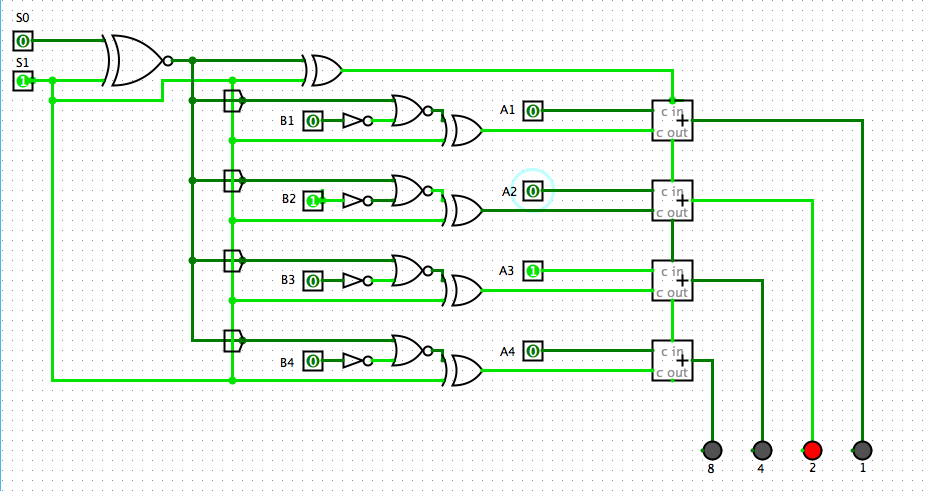 S0
0
S1
1
B1 0
A1 0
c in
+
c out
B2 1
A2 0
c in
+
c out
B3 0
A3 1
c in
+
c out
B4 0
A4 0
c in
+
c out
8 4 2 1